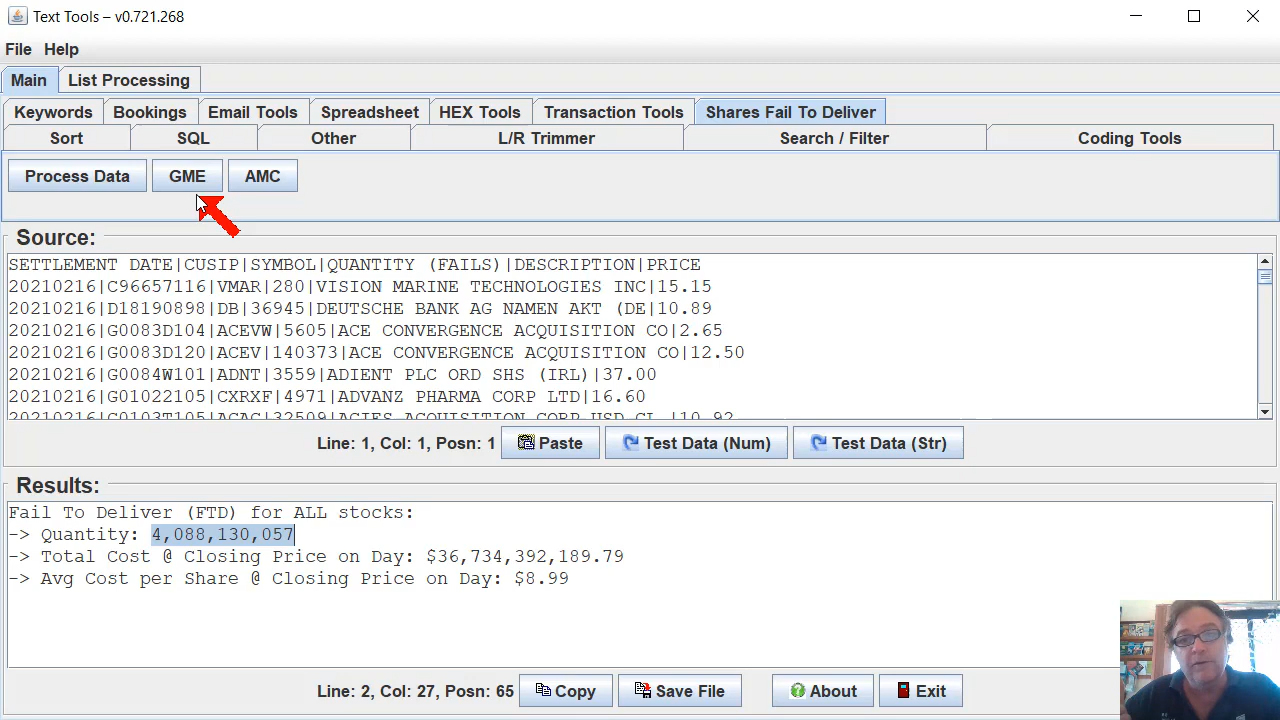 Text Tools – v0.721.268
File Help
Main List Processing
Keywords Bookings Email Tools Spreadsheet HEX Tools Transaction Tools Shares Fail To Deliver
Sort SQL Other L/R Trimmer Search / Filter Coding Tools
Process Data GME AMC
Source:
SETTLEMENT DATE|CUSIP|SYMBOL|QUANTITY (FAILS)|DESCRIPTION|PRICE
20210216|C96657116|VMAR|280|VISION MARINE TECHNOLOGIES INC|15.15
20210216|D18190898|DB|36945|DEUTSCHE BANK AG NAMEN AKT (DE|10.89
20210216|G0083D104|ACEVW|5605|ACE CONVERGENCE ACQUISITION CO|2.65
20210216|G0083D120|ACEV|140373|ACE CONVERGENCE ACQUISITION CO|12.50
20210216|G0084W101|ADNT|3559|ADIENT PLC ORD SHS (IRL)|37.00
20210216|G01022105|CXRXF|4971|ADVANZ PHARMA CORP LTD|16.60
20210216|G0103T105|ACAC|32509|ACIES ACQUISITION CORP USD CL |10.92
Line: 1, Col: 1, Posn: 1 Paste Test Data (Num) Test Data (Str)
Results:
Fail To Deliver (FTD) for ALL stocks:
-> Quantity: 4,088,130,057
-> Total Cost @ Closing Price on Day: $36,734,392,189.79
-> Avg Cost per Share @ Closing Price on Day: $8.99
Line: 2, Col: 27, Posn: 65 Copy Save File About Exit